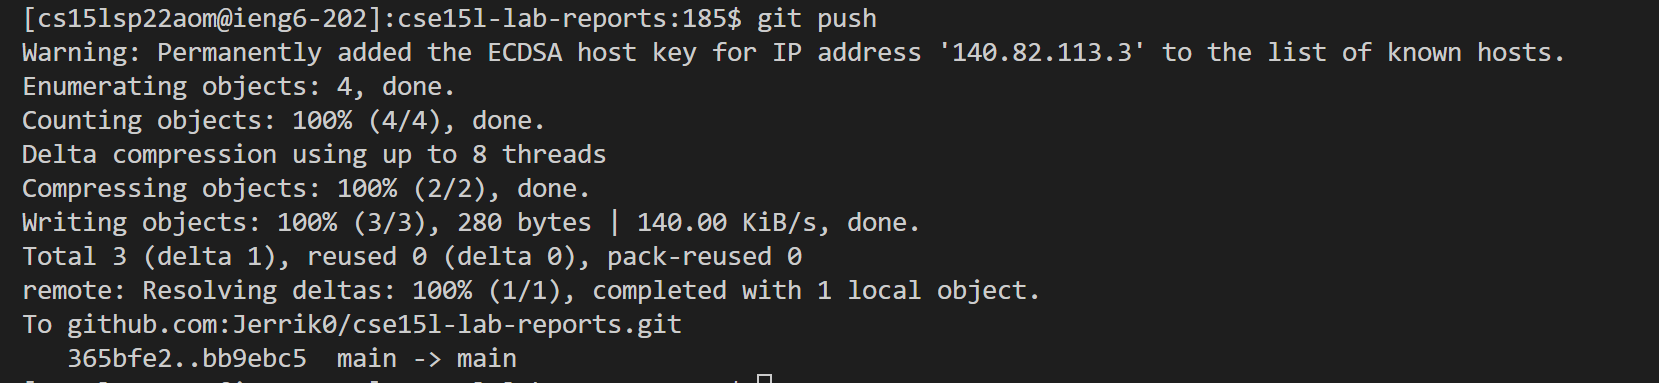 [cs15lsp22aom@ieng6-202]:cse15l-lab-reports:185$ git push
Warning: Permanently added the ECDSA host key for IP address '140.82.113.3' to the list of known hosts.
Enumerating objects: 4, done.
Counting objects: 100% (4/4), done.
Delta compression using up to 8 threads
Compressing objects: 100% (2/2), done.
Writing objects: 100% (3/3), 280 bytes | 140.00 KiB/s, done.
Total 3 (delta 1), reused 0 (delta 0), pack-reused 0
remote: Resolving deltas: 100% (1/1), completed with 1 local object.
To github.com:Jerrik0/cse15l-lab-reports.git
   365bfe2..bb9ebc5  main -> main